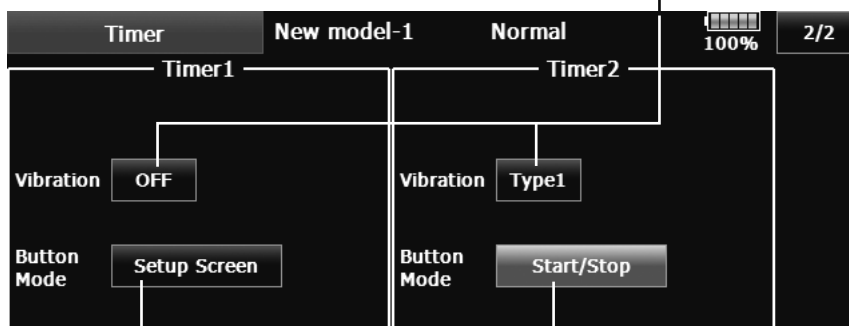 Timer New model-1 Normal 100% 2/2
Timer1 Timer2
Vibration OFF Vibration Type1
Button Mode Setup Screen Button Mode Start/Stop